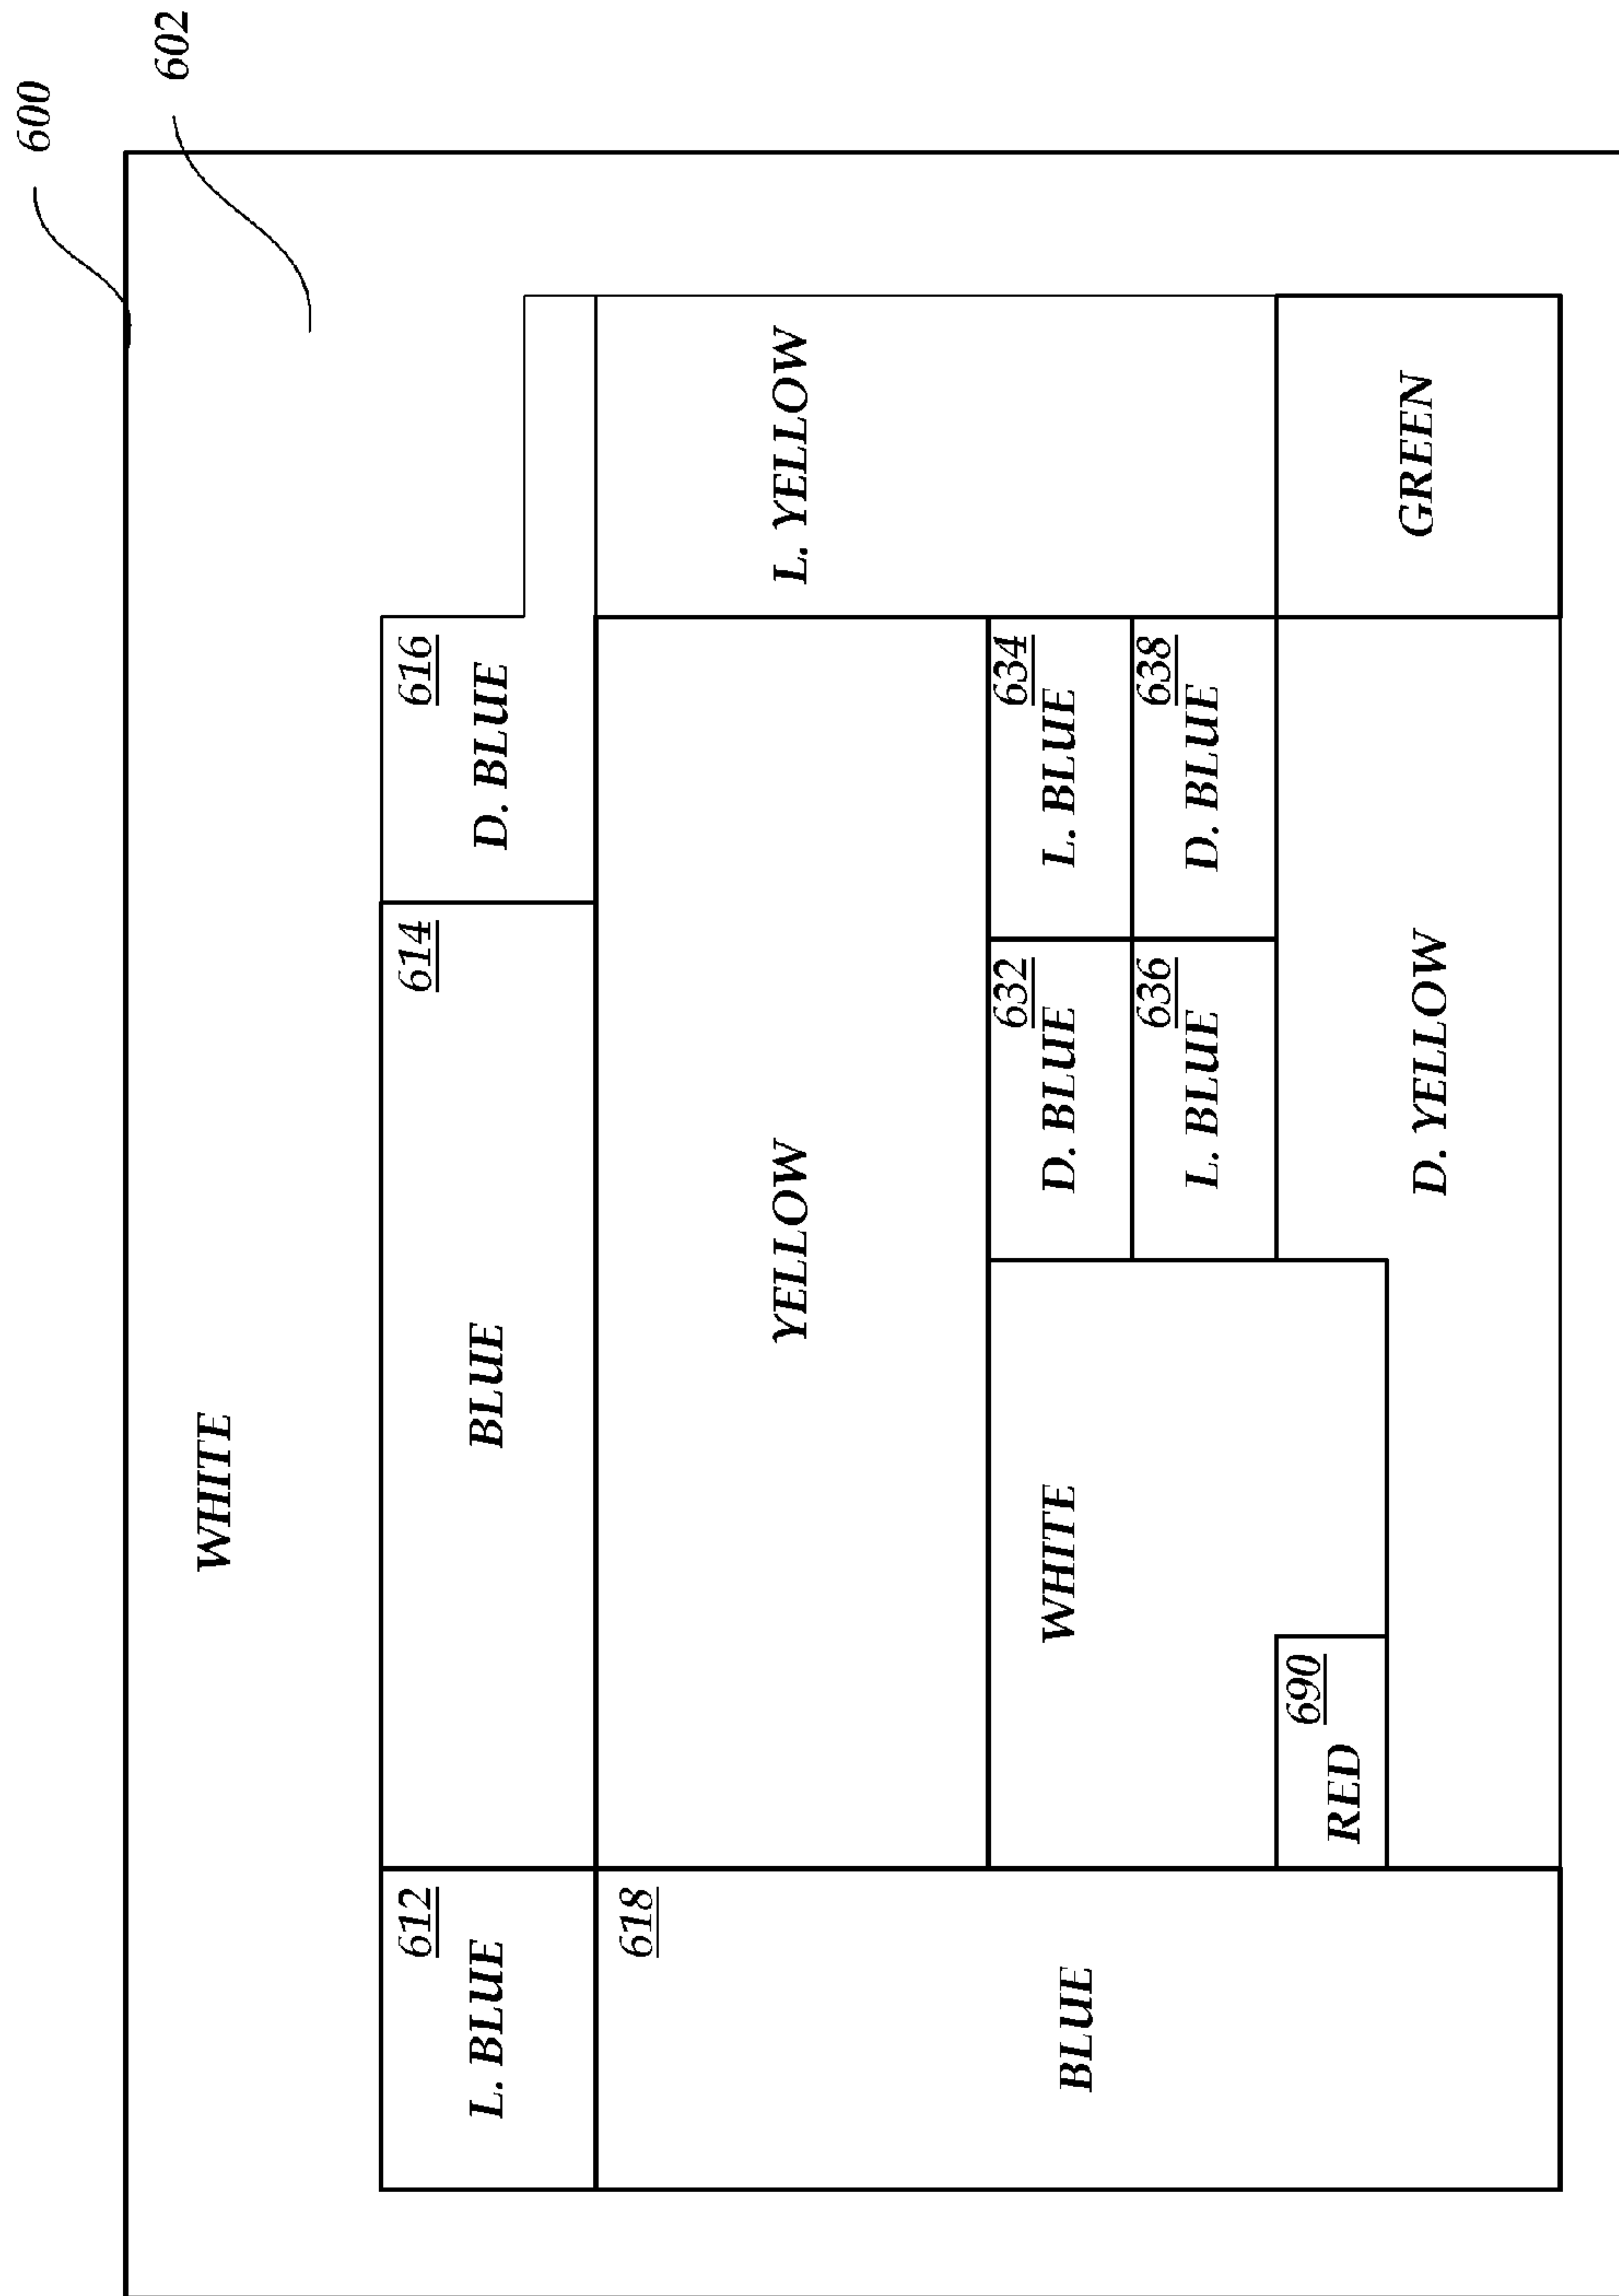 600
602
WHITE
612
L. BLUE
614
BLUE
616
D. BLUE
618
BLUE
YELLOW
L. YELLOW
WHITE
632
D. BLUE
634
L. BLUE
636
L. BLUE
638
D. BLUE
690
RED
D. YELLOW
GREEN